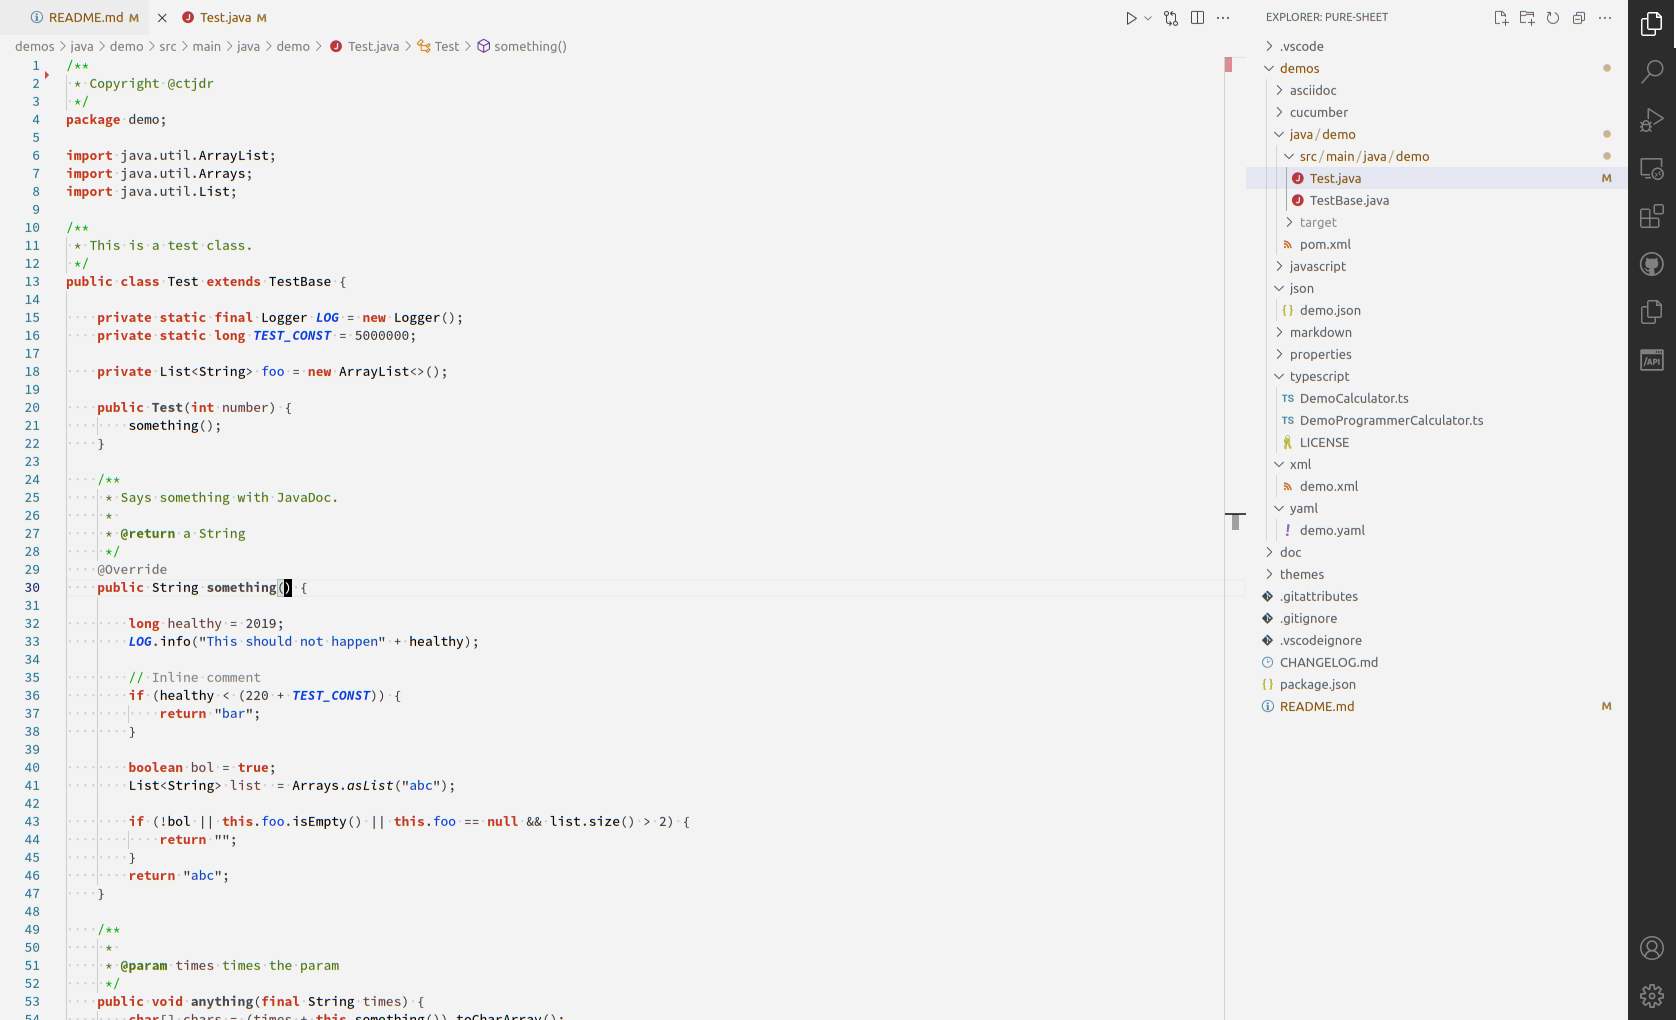 README.md M
Test.java M
demos > java > demo > src > main > java > demo > Test.java > Test > something()
1 /**
2  * Copyright @ctjdr
3  */
4 package demo;
5
6 import java.util.ArrayList;
7 import java.util.Arrays;
8 import java.util.List;
9
10 /**
11  * This is a test class.
12  */
13 public class Test extends TestBase {
14
15     private static final Logger LOG = new Logger();
16     private static long TEST_CONST = 5000000;
17
18     private List<String> foo = new ArrayList<>();
19
20     public Test(int number) {
21         something();
22     }
23
24     /**
25      * Says something with JavaDoc.
26      *
27      * @return a String
28      */
29     @Override
30     public String something() {
31
32         long healthy = 2019;
33         LOG.info("This should not happen" + healthy);
34
35         // Inline comment
36         if (healthy < (220 + TEST_CONST)) {
37             return "bar";
38         }
39
40         boolean bol = true;
41         List<String> list  = Arrays.asList("abc");
42
43         if (!bol || this.foo.isEmpty() || this.foo == null && list.size() > 2) {
44             return "";
45         }
46         return "abc";
47     }
48
49     /**
50      *
51      * @param times times the param
52      */
53     public void anything(final String times) {
54         char[] chars = (times + this.something()).toCharArray();
EXPLORER: PURE-SHEET
.vscode
demos
asciidoc
cucumber
java/demo
src/main/java/demo
Test.java M
TestBase.java
target
pom.xml
javascript
json
{} demo.json
markdown
properties
typescript
TS DemoCalculator.ts
TS DemoProgrammerCalculator.ts
LICENSE
xml
demo.xml
yaml
! demo.yaml
doc
themes
.gitattributes
.gitignore
.vscodeignore
CHANGELOG.md
{} package.json
README.md M
/API